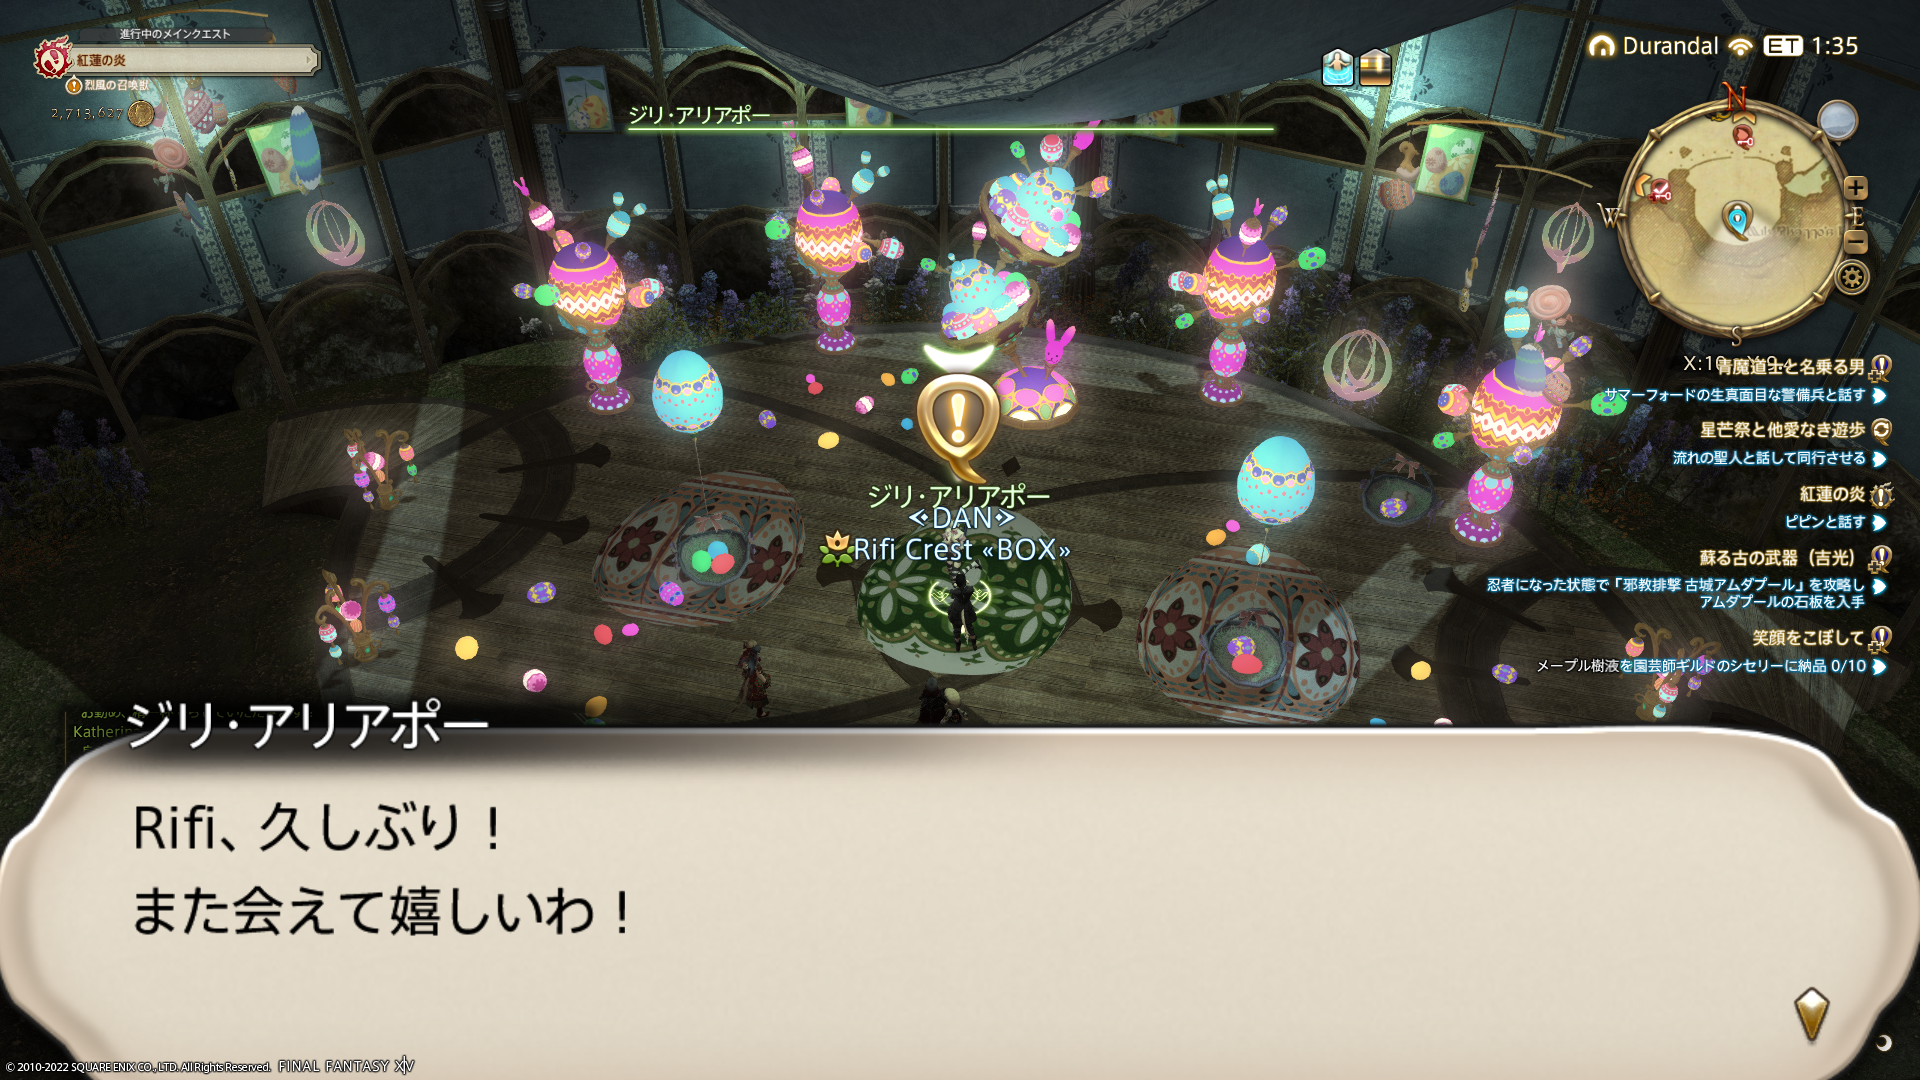 進行中のメインクエスト
紅蓮の炎
烈風の召喚獣
2,713,627
Durandal ET 1:35
N
W
E
S
ジリ・アリアポー
青魔道士と名乗る男
サマーフォードの生真面目な警備兵と話す
星芒祭と他愛なき遊歩
流れの聖人と話して同行させる
紅蓮の炎
ピピンと話す
蘇る古の武器（吉光）
忍者になった状態で『邪教排撃 古城アムダプール』を攻略し
アムダプールの石板を入手
笑顔をこぼして
メープル樹液を園芸師ギルドのシセリーに納品 0/10
ジリ・アリアポー
<DAN>
Rifi Crest «BOX»
ジリ・アリアポー
Rifi、久しぶり！
また会えて嬉しいわ！
© 2010-2022 SQUARE ENIX CO., LTD. All Rights Reserved. FINAL FANTASY XIV